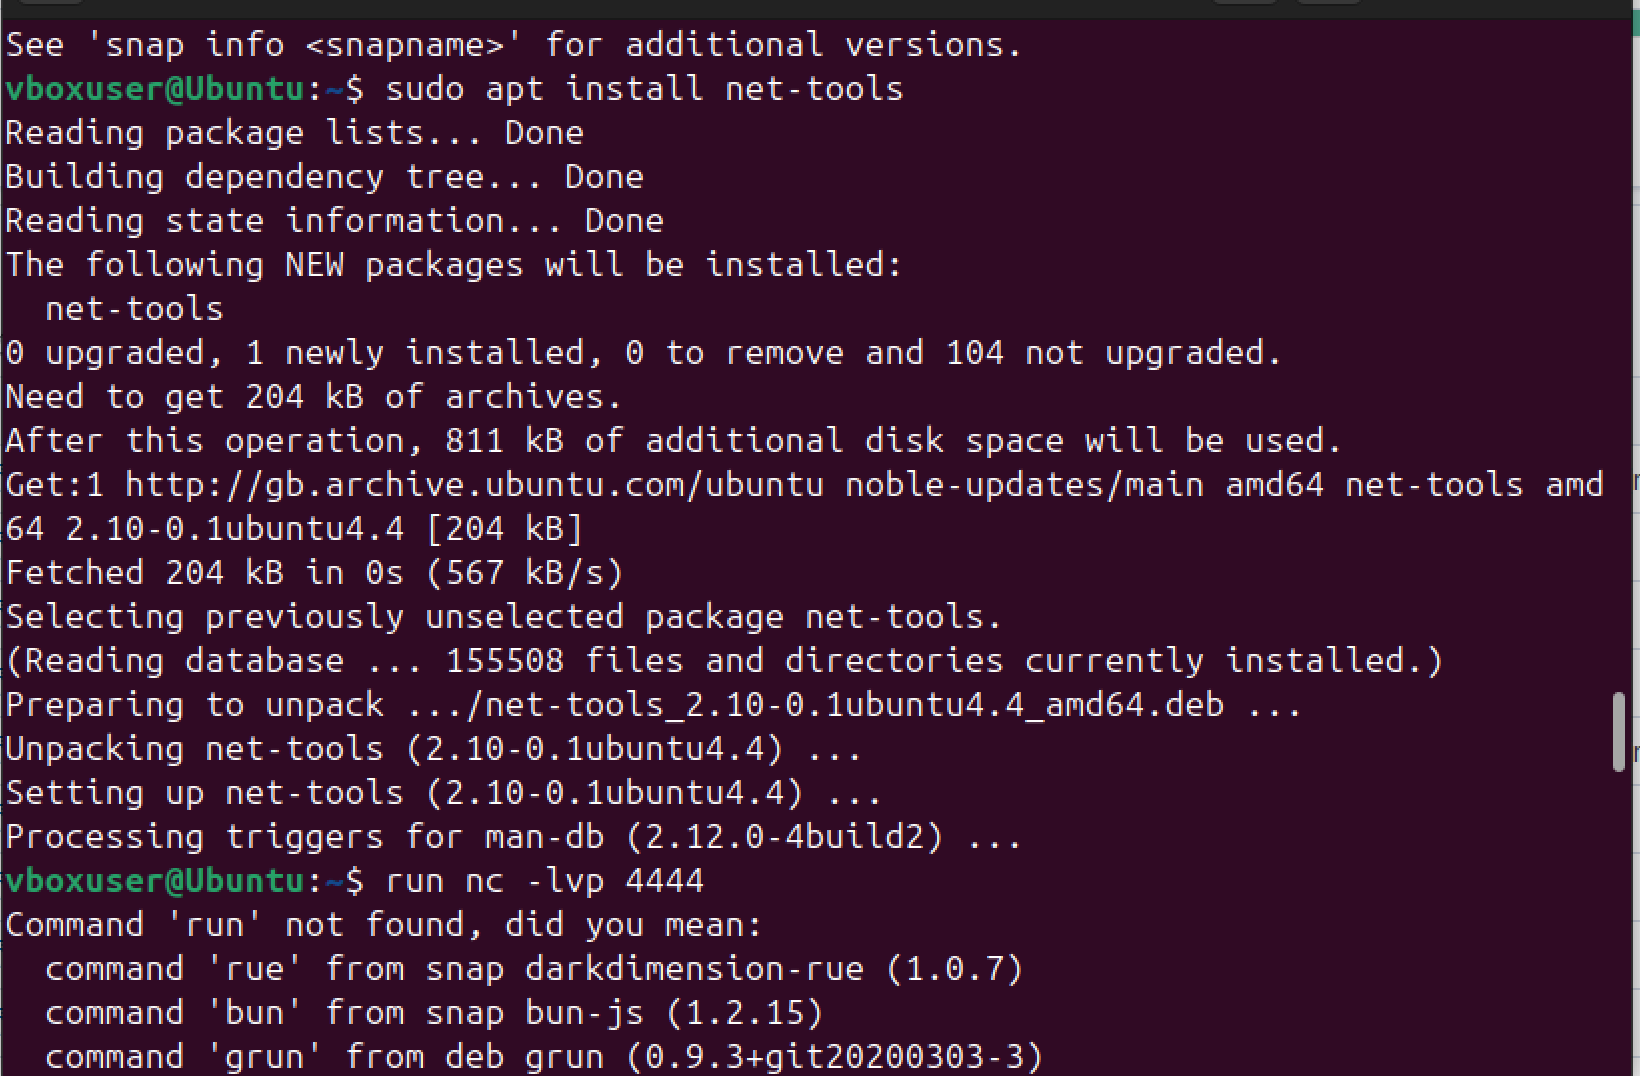 See 'snap info <snapname>' for additional versions.
vboxuser@Ubuntu:~$ sudo apt install net-tools
Reading package lists... Done
Building dependency tree... Done
Reading state information... Done
The following NEW packages will be installed:
  net-tools
0 upgraded, 1 newly installed, 0 to remove and 104 not upgraded.
Need to get 204 kB of archives.
After this operation, 811 kB of additional disk space will be used.
Get:1 http://gb.archive.ubuntu.com/ubuntu noble-updates/main amd64 net-tools amd
64 2.10-0.1ubuntu4.4 [204 kB]
Fetched 204 kB in 0s (567 kB/s)
Selecting previously unselected package net-tools.
(Reading database ... 155508 files and directories currently installed.)
Preparing to unpack .../net-tools_2.10-0.1ubuntu4.4_amd64.deb ...
Unpacking net-tools (2.10-0.1ubuntu4.4) ...
Setting up net-tools (2.10-0.1ubuntu4.4) ...
Processing triggers for man-db (2.12.0-4build2) ...
vboxuser@Ubuntu:~$ run nc -lvp 4444
Command 'run' not found, did you mean:
  command 'rue' from snap darkdimension-rue (1.0.7)
  command 'bun' from snap bun-js (1.2.15)
  command 'grun' from deb grun (0.9.3+git20200303-3)